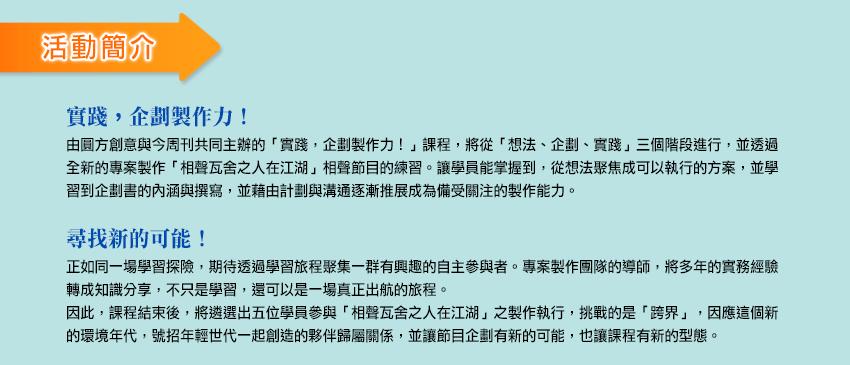 活動簡介
實踐，企劃製作力！
由圓方創意與今周刊共同主辦的「實踐，企劃製作力！」課程，將從「想法、企劃、實踐」三個階段進行，並透過
全新的專案製作「相聲瓦舍之人在江湖」相聲節目的練習。讓學員能掌握到，從想法聚焦成可以執行的方案，並學
習到企劃書的內涵與撰寫，並藉由計劃與溝通逐漸推展成為備受關注的製作能力。
尋找新的可能！
正如同一場學習探險，期待透過學習旅程聚集一群有興趣的自主參與者。專案製作團隊的導師，將多年的實務經驗
轉成知識分享，不只是學習，還可以是一場真正出航的旅程。
因此，課程結束後，將遴選出五位學員參與「相聲瓦舍之人在江湖」之製作執行，挑戰的是「跨界」，因應這個新
的環境年代，號招年輕世代一起創造的夥伴歸屬關係，並讓節目企劃有新的可能，也讓課程有新的型態。